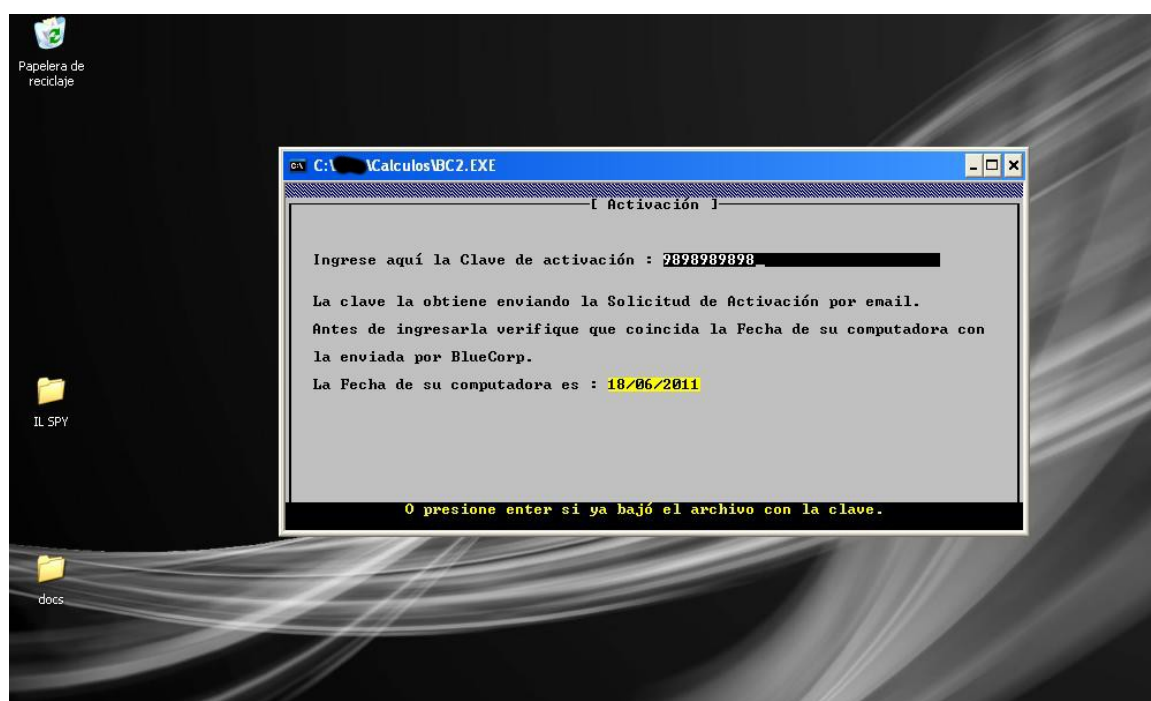 Papelera de
reciclaje
C:\ \Calculos\BC2.EXE
[ Activación ]
Ingrese aquí la Clave de activación : 9898989898_
La clave la obtiene enviando la Solicitud de Activación por email.
Antes de ingresarla verifique que coincida la Fecha de su computadora con
la enviada por BlueCorp.
La Fecha de su computadora es : 18/06/2011
IL SPY
O presione enter si ya bajó el archivo con la clave.
docs